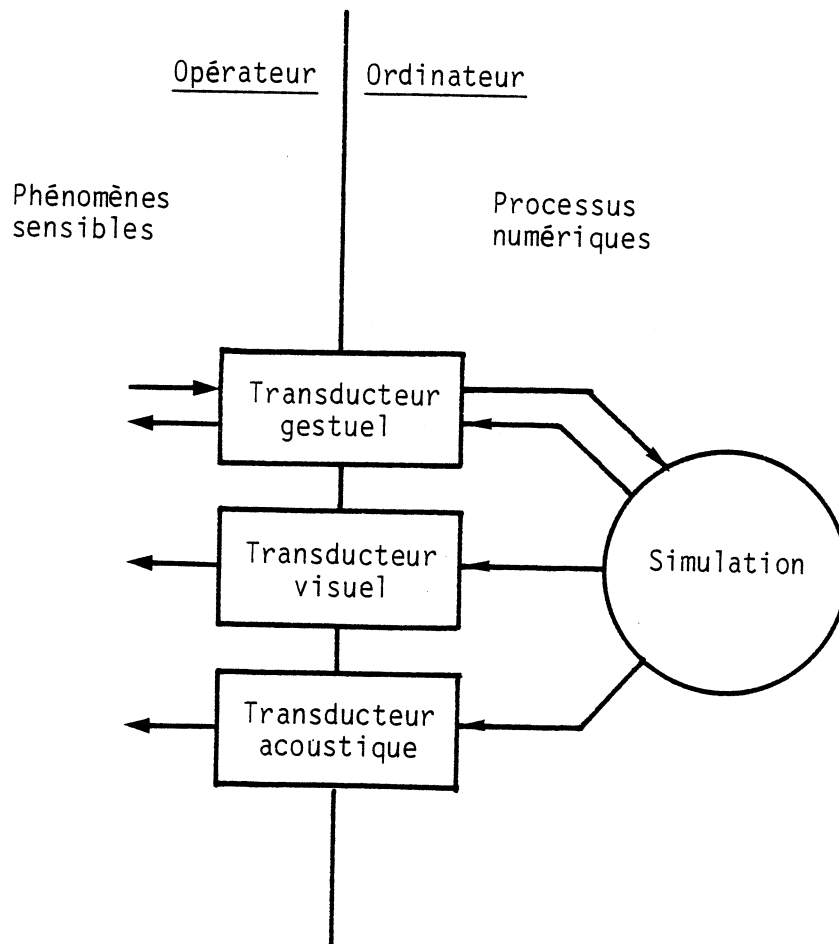 Opérateur
Ordinateur
Phénomènes
sensibles
Processus
numériques
Transducteur
gestuel
Transducteur
visuel
Simulation
Transducteur
acoustique